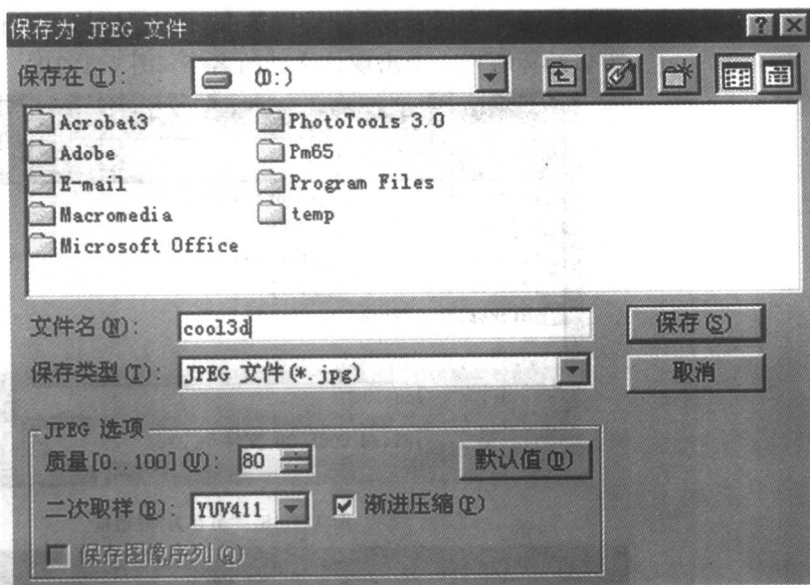 保存为 JPEG 文件
保存在(I):
(D:)
Acrobat3
PhotoTools 3.0
Adobe
Pm65
E-mail
Program Files
Macromedia
temp
Microsoft Office
文件名(N):
cool3d
保存(S)
保存类型(T):
JPEG 文件(*.jpg)
取消
JPEG 选项
质量[0..100](U):
80
默认值(D)
二次取样(B):
YUV411
渐进压缩(P)
保存图像序列(Q)